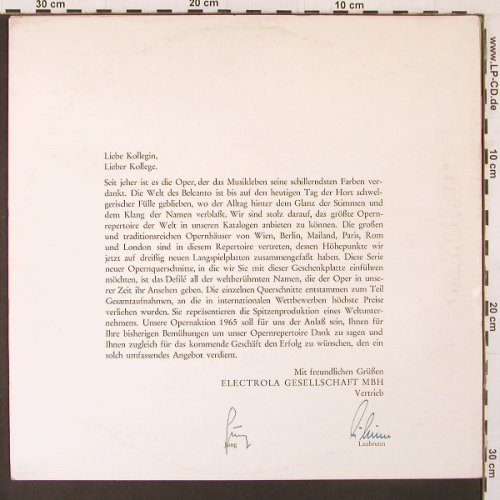 30 cm 20 cm 10 cm
www.LP-CD.de
10 cm
20 cm
30 cm
Liebe Kollegin,
Lieber Kollege.
Seit jeher ist es die Oper, der das Musikleben seine schillerndsten Farben ver-
dankt. Die Welt des Belcanto ist bis auf den heutigen Tag der Hort schwel-
gerischer Fülle geblieben, wo der Alltag hinter dem Glanz der Stimmen und
dem Klang der Namen verblaßt. Wir sind stolz darauf, das größte Opern-
repertoire der Welt in unseren Katalogen anbieten zu können. Die großen
und traditionsreichen Opernhäuser von Wien, Berlin, Mailand, Paris, Rom
und London sind in diesem Repertoire vertreten, dessen Höhepunkte wir
jetzt auf dreißig neuen Langspielplatten zusammengefaßt haben. Diese Serie
neuer Opernquerschnitte, in die wir Sie mit dieser Geschenkplatte einführen
möchten, ist das Defilé all der weltberühmten Namen, die der Oper in unse-
rer Zeit ihr Ansehen geben. Die einzelnen Querschnitte entstammen zum Teil
Gesamtaufnahmen, an die in internationalen Wettbewerben höchste Preise
verliehen wurden. Sie repräsentieren die Spitzenproduktion eines Weltunter-
nehmens. Unsere Opernaktion 1965 soll für uns der Anlaß sein, Ihnen für
Ihre bisherigen Bemühungen um unser Opernrepertoire Dank zu sagen und
Ihnen zugleich für das kommende Geschäft den Erfolg zu wünschen, den ein
solch umfassendes Angebot verdient.
Mit freundlichen Grüßen
ELECTROLA GESELLSCHAFT MBH
Vertrieb
Jung Laubrunn